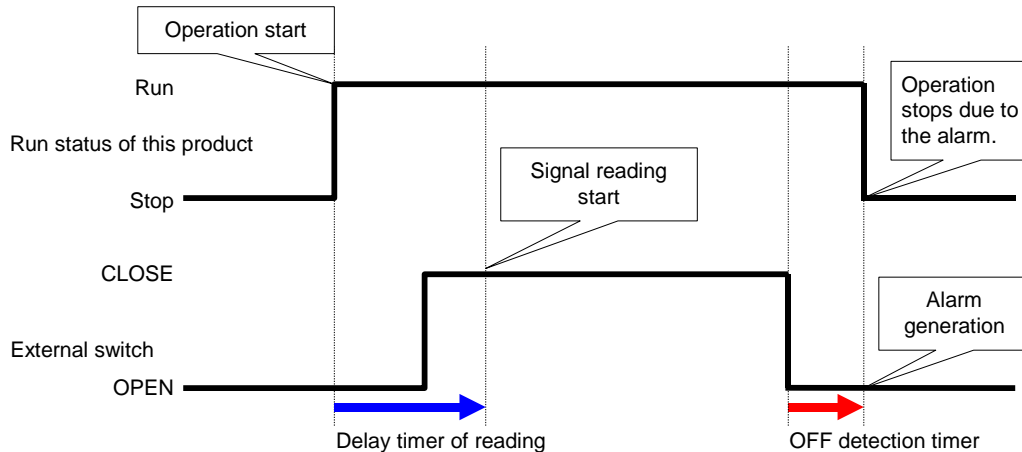 Operation start
Run
Operation
stops due to
the alarm.
Run status of this product
Signal reading
start
Stop
CLOSE
Alarm
generation
External switch
OPEN
Delay timer of reading
OFF detection timer